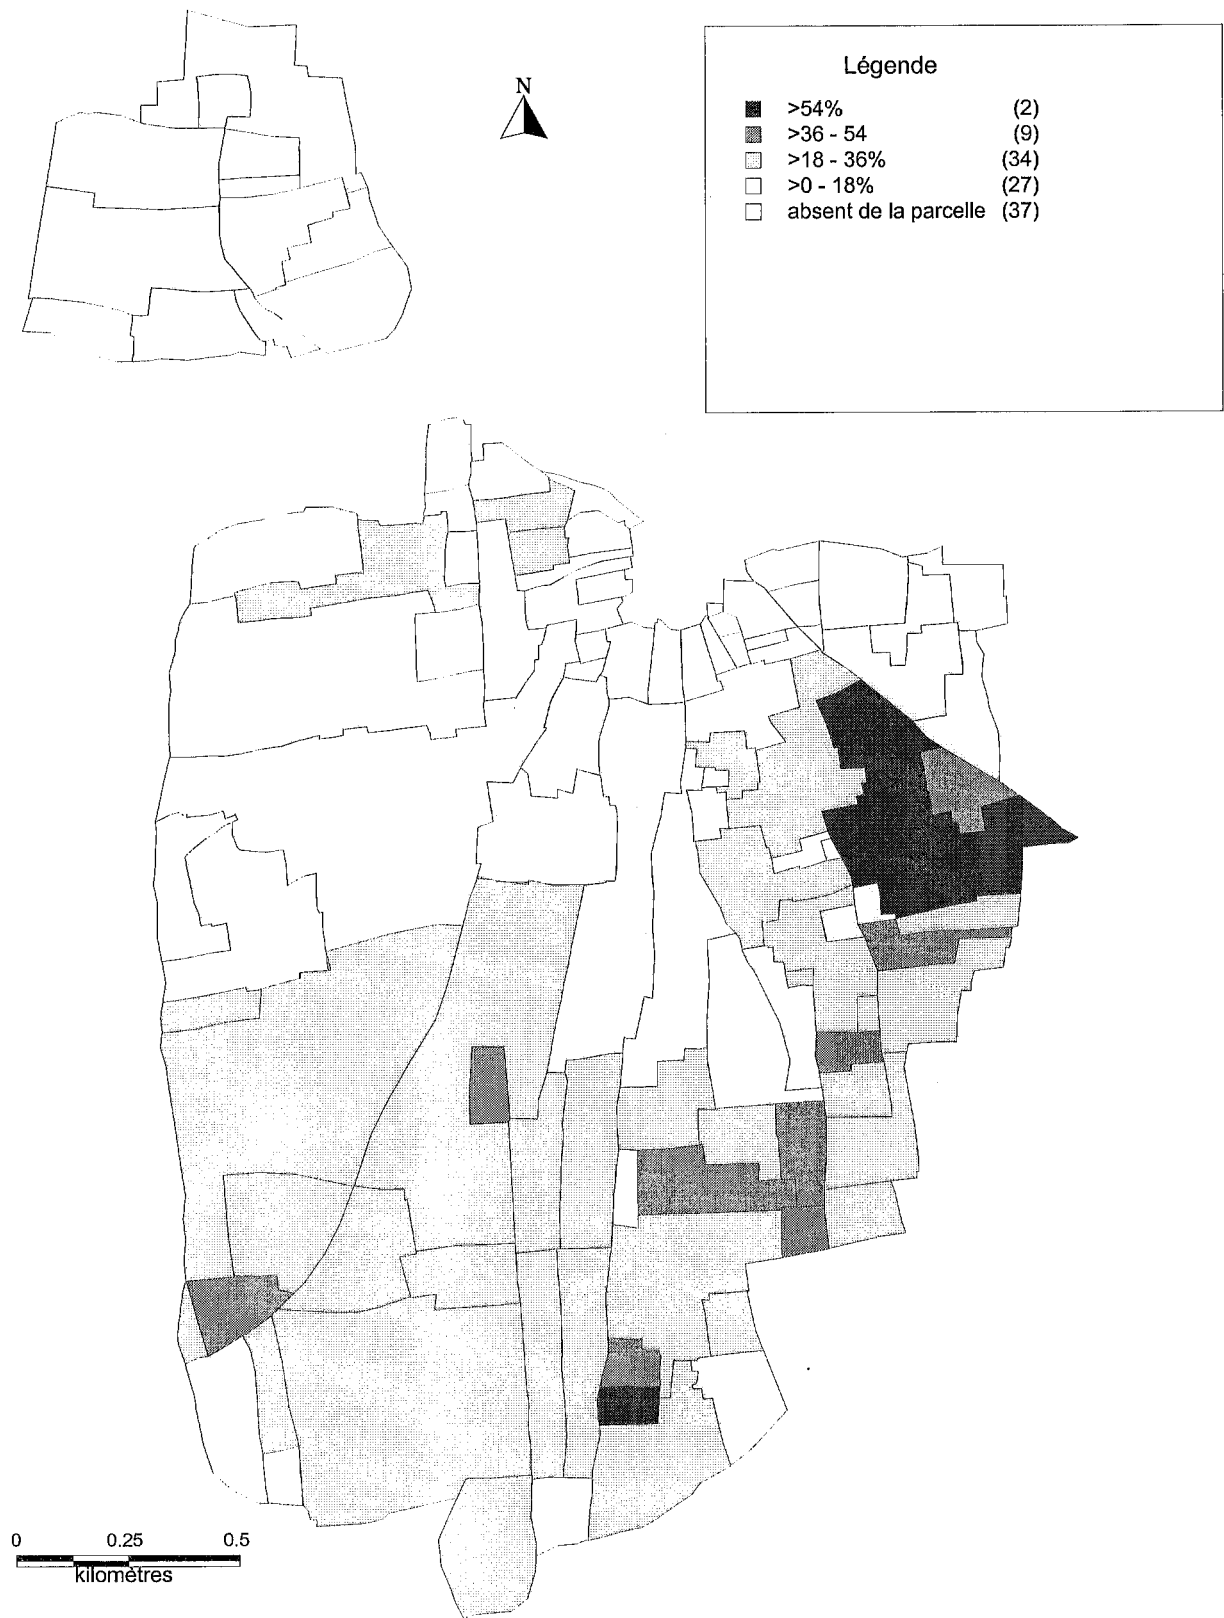 N
Légende
>54% (2)
>36 - 54 (9)
>18 - 36% (34)
>0 - 18% (27)
absent de la parcelle (37)
0 0.25 0.5
kilomètres